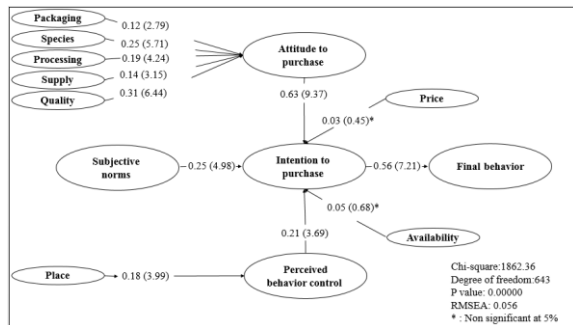 Packaging
0.12 (2.79)
Species
0.25 (5.71)
Processing
0.19 (4.24)
Supply
0.14 (3.15)
Quality
0.31 (6.44)
Attitude to
purchase
0.63 (9.37)
Price
0.03 (0.45)*
Subjective
norms
0.25 (4.98)
Intention to
purchase
0.56 (7.21)
Final behavior
0.05 (0.68)*
0.21 (3.69)
Availability
Place
0.18 (3.99)
Perceived
behavior control
Chi-square:1862.36
Degree of freedom:643
P value: 0.00000
RMSEA: 0.056
* : Non significant at 5%